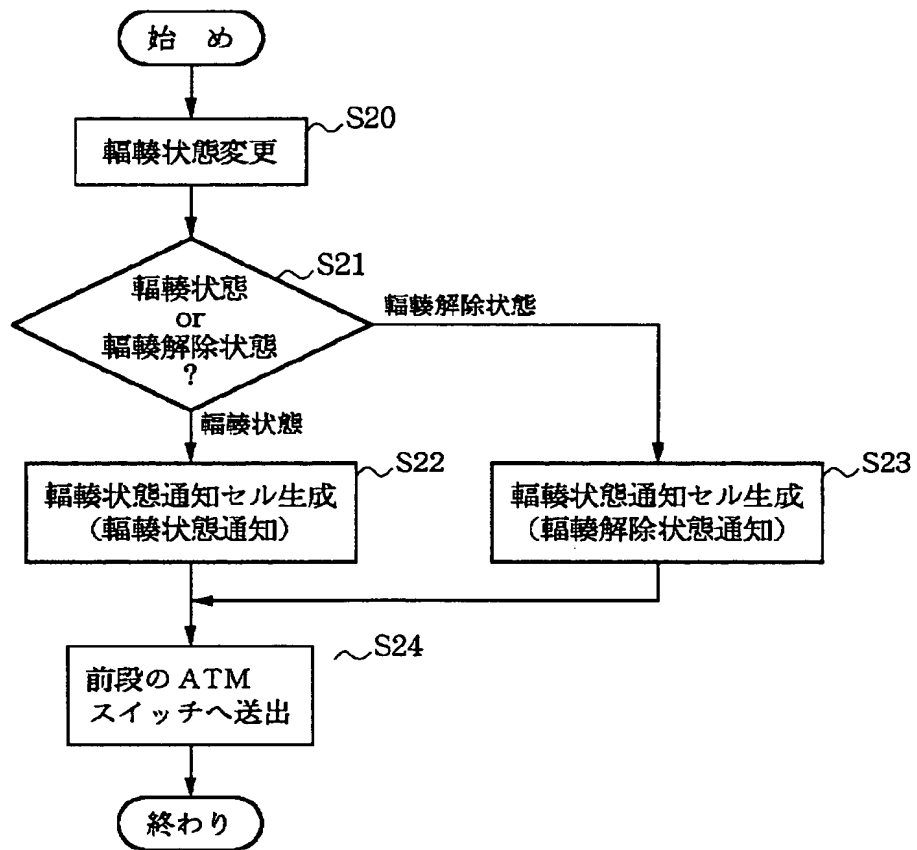 始 め
S20
輻輳状態変更
S21
輻輳状態
or
輻輳解除状態
?
輻輳解除状態
輻輳状態
S22
輻輳状態通知セル生成
(輻輳状態通知)
S23
輻輳状態通知セル生成
(輻輳解除状態通知)
S24
前段のATM
スイッチへ送出
終わり